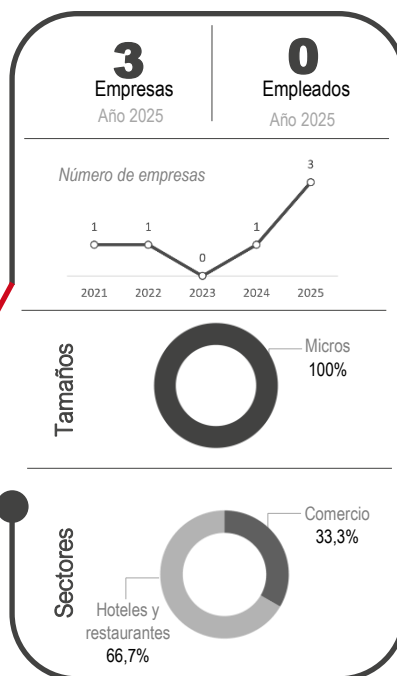 3
Empresas
Año 2025
0
Empleados
Año 2025
Número de empresas
1
1
0
1
3
2021
2022
2023
2024
2025
Tamaños
Micros
100%
Sectores
Comercio
33,3%
Hoteles y
restaurantes
66,7%